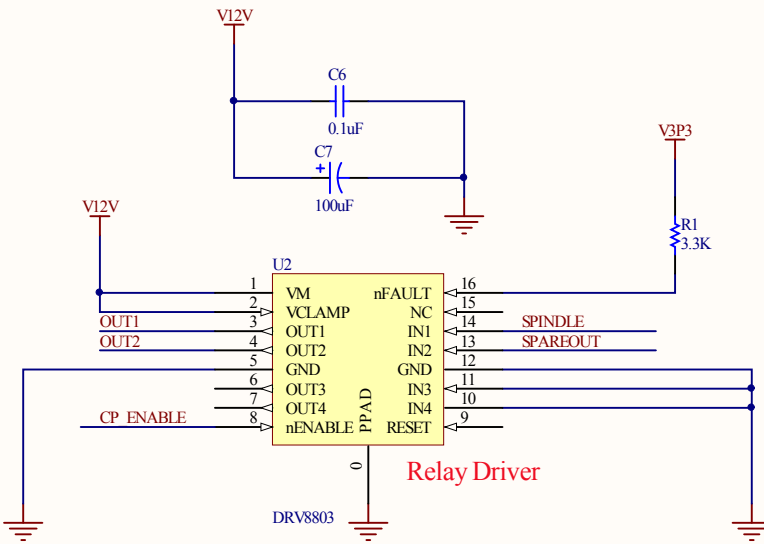 V12V
C6
0.1uF
C7
+
100uF
V3P3
R1
3.3K
V12V
U2
1 VM nFAULT 16
2 VCLAMP NC 15
OUT1 3 OUT1 IN1 14 SPINDLE
OUT2 4 OUT2 IN2 13 SPAREOUT
5 GND GND 12
6 OUT3 IN3 11
7 OUT4 IN4 10
CP_ENABLE 8 nENABLE RESET 9
PPAD
0
Relay Driver
DRV8803